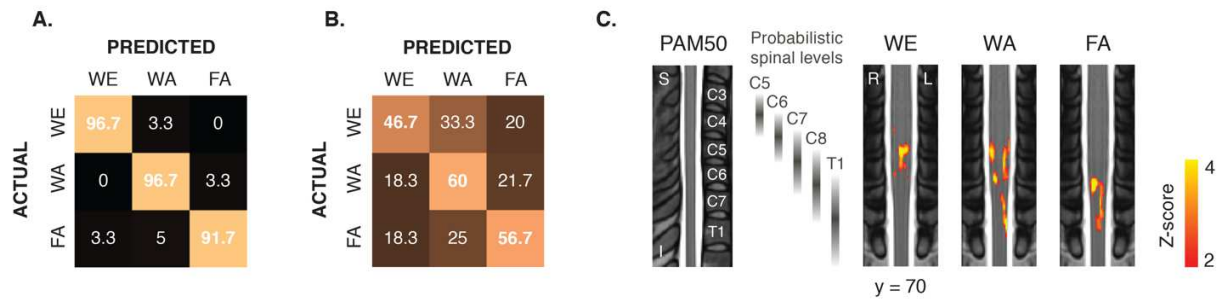 A.
PREDICTED
WE WA FA
ACTUAL
WE 96.7 3.3 0
WA 0 96.7 3.3
FA 3.3 5 91.7
B.
PREDICTED
WE WA FA
ACTUAL
WE 46.7 33.3 20
WA 18.3 60 21.7
FA 18.3 25 56.7
C.
PAM50
S
C3
C4
C5
C6
C7
T1
I
Probabilistic
spinal levels
C5
C6
C7
C8
T1
WE
R L
y = 70
WA
FA
Z-score
4
2